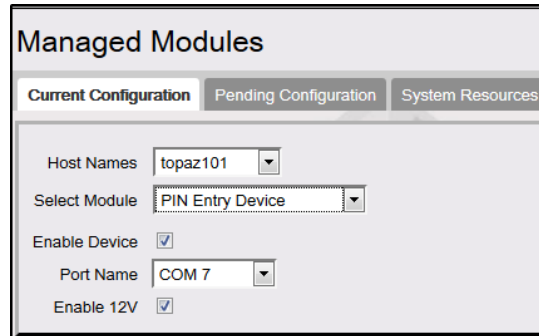 Managed Modules
Current Configuration Pending Configuration System Resources
Host Names topaz101
Select Module PIN Entry Device
Enable Device
Port Name COM 7
Enable 12V